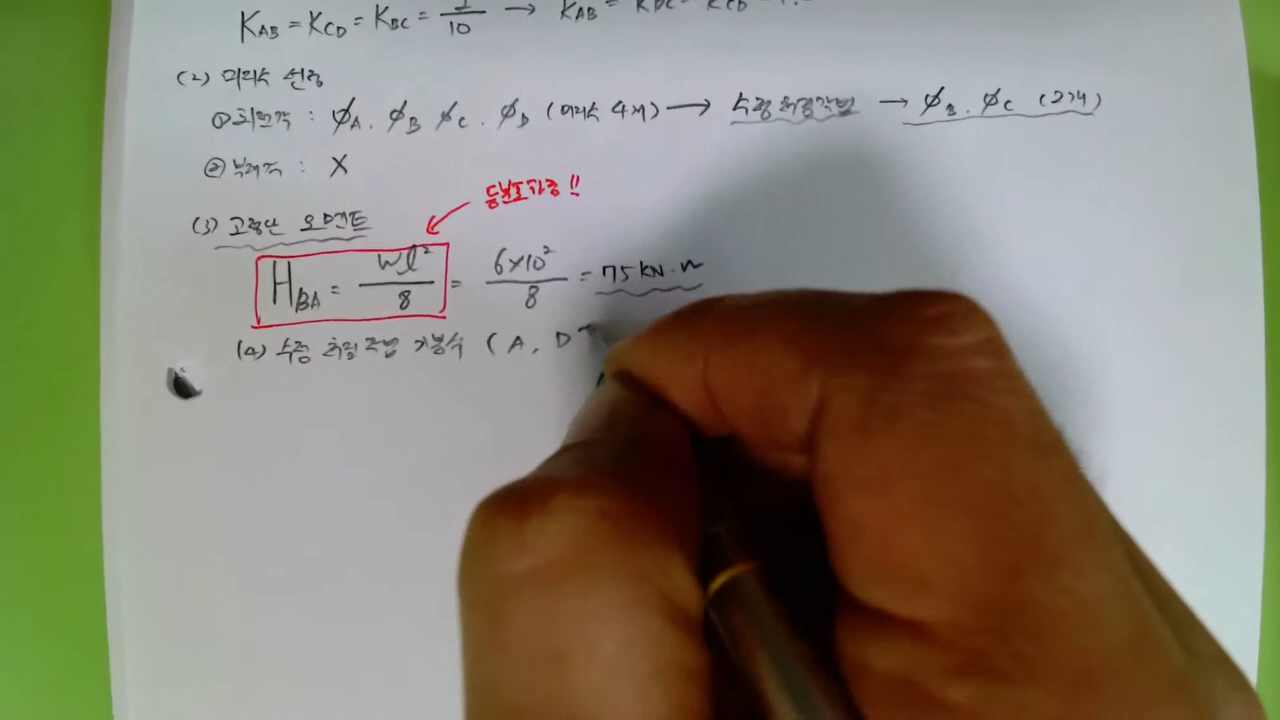 K_AB = K_CD = K_BC = /10 → K_AB =
(2) 미지수 선정
① 회전각 : ϕ_A. ϕ_B ϕ_C. ϕ_D (미지수 4개) → 수정처짐각법 → ϕ_B. ϕ_C (2개)
② 부재각 : X
등분포하중!!
(3) 고정단 모멘트
H_BA = wl²/8 = 6×10²/8 = 75 kN·m
(4) 수정 처짐각법 기본식 (A, D